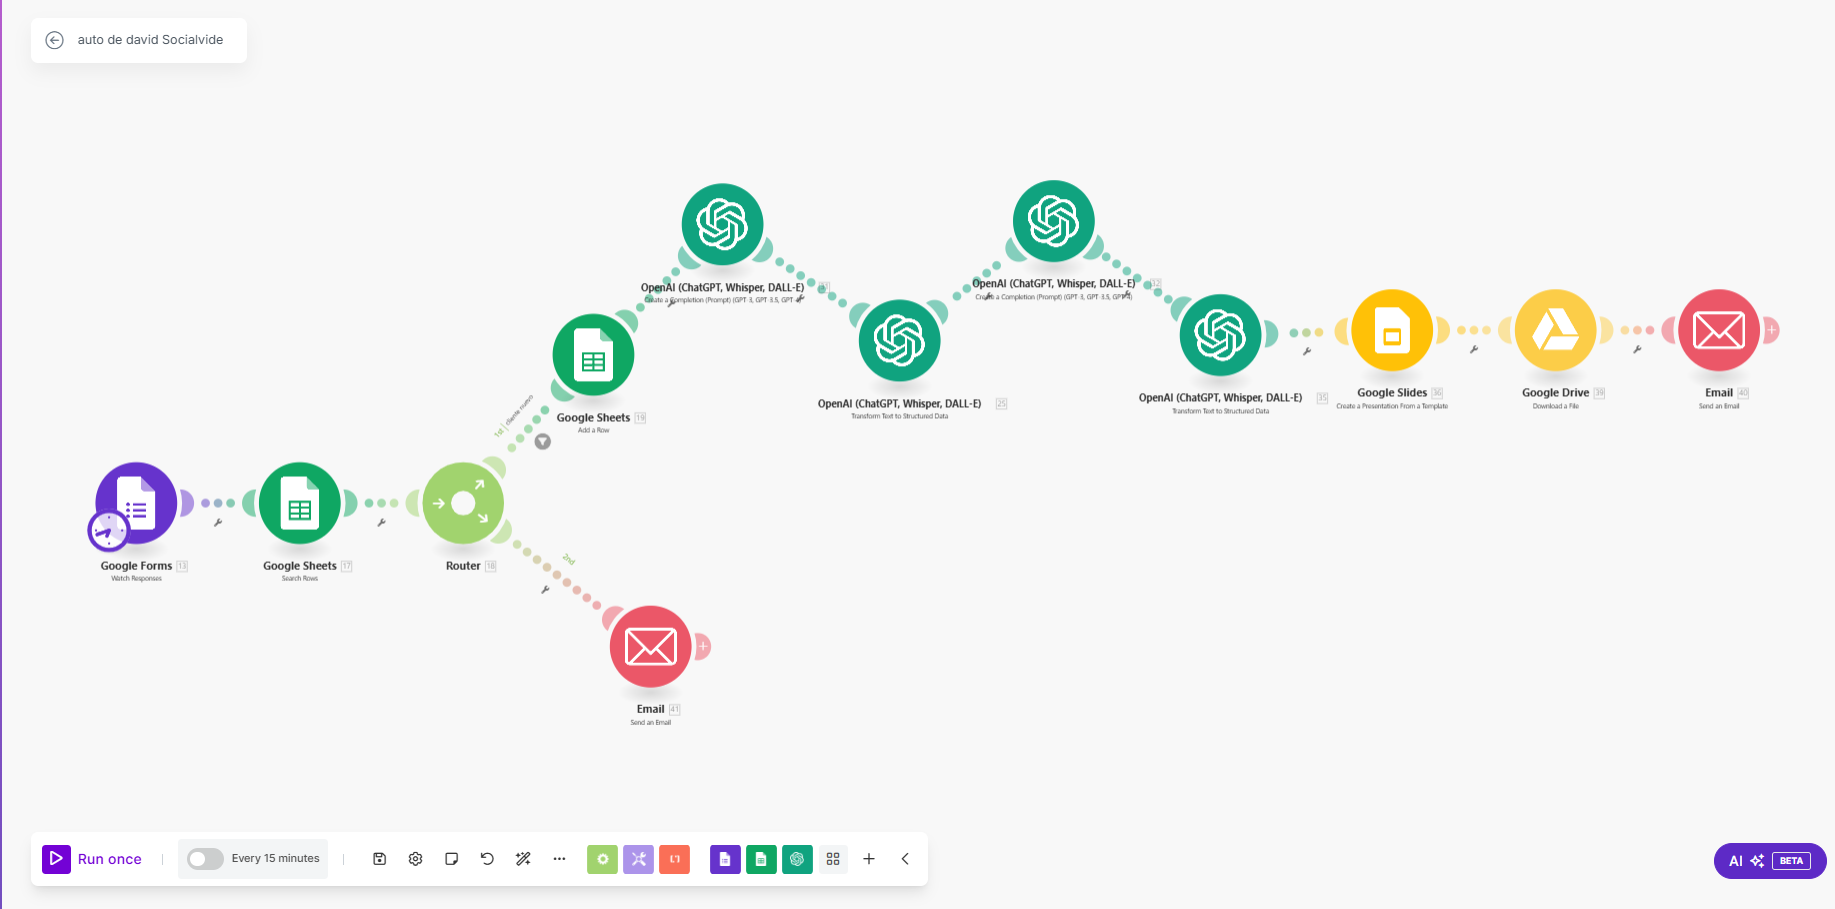 auto de david Socialvide
OpenAI (ChatGPT, Whisper, DALL-E)
Create a Completion (Prompt) (GPT-3, GPT-3.5, GPT-4)
OpenAI (ChatGPT, Whisper, DALL-E) 32
Create a Completion (Prompt) (GPT-3, GPT-3.5, GPT-4)
1st | cliente nuevo
Google Sheets 19
Add a Row
OpenAI (ChatGPT, Whisper, DALL-E) 25
Transform Text to Structured Data
OpenAI (ChatGPT, Whisper, DALL-E) 35
Transform Text to Structured Data
Google Slides 36
Create a Presentation From a Template
Google Drive 39
Download a File
Email 40
Send an Email
Google Forms 13
Watch Responses
Google Sheets 17
Search Rows
Router 18
2nd
Email 41
Send an Email
Run once
Every 15 minutes
AI BETA